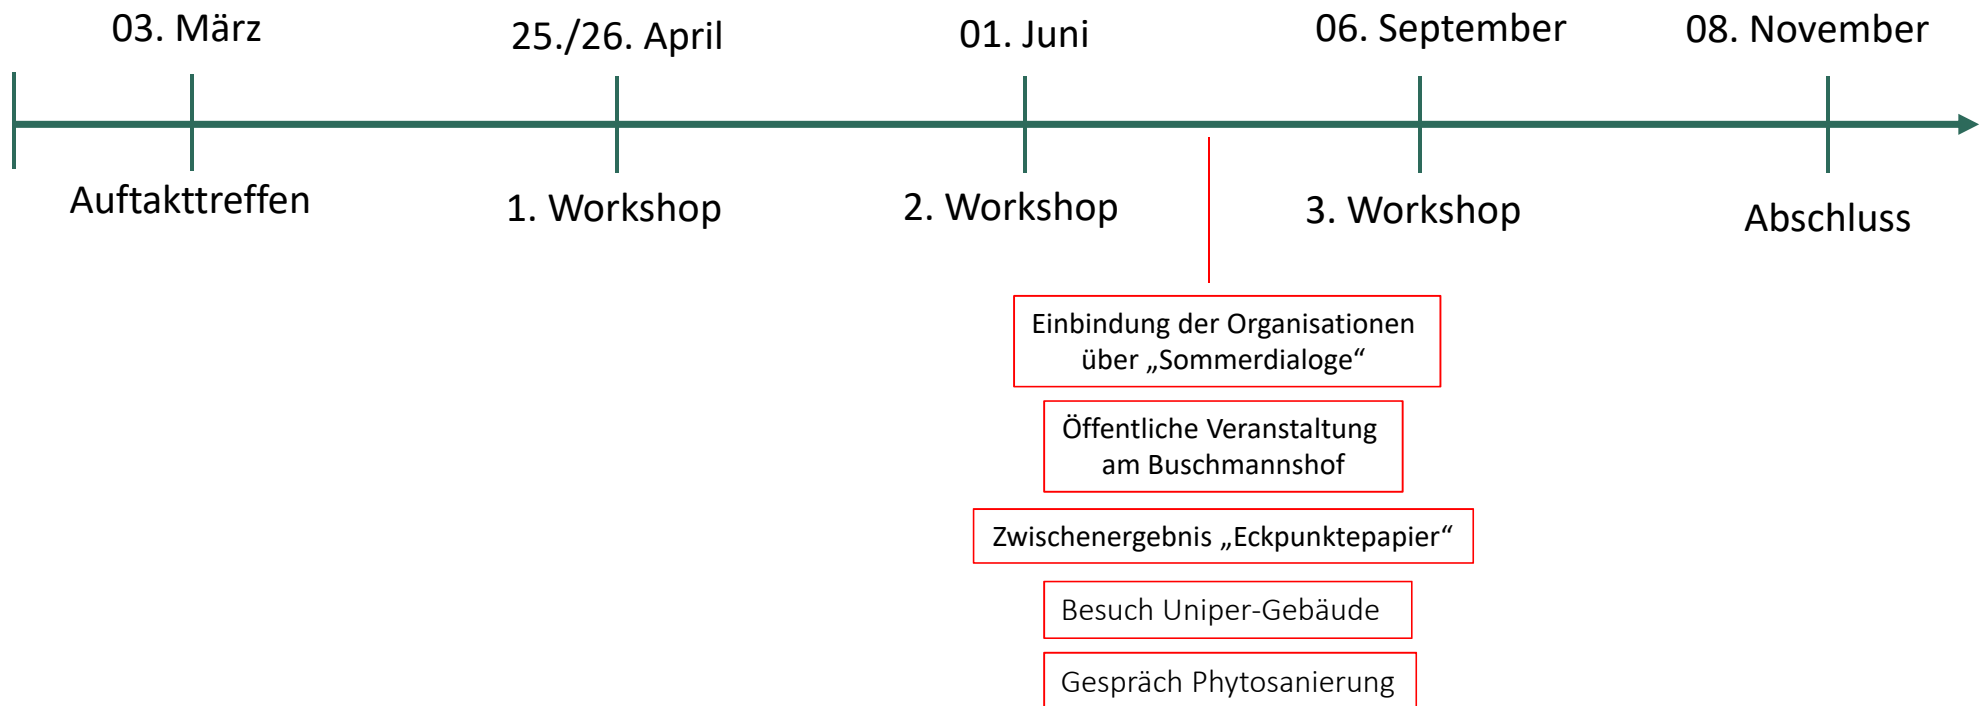 03. März
25./26. April
01. Juni
06. September
08. November
Auftakttreffen
1. Workshop
2. Workshop
3. Workshop
Abschluss
Einbindung der Organisationen
über „Sommerdialoge“
Öffentliche Veranstaltung
am Buschmannshof
Zwischenergebnis „Eckpunktepapier“
Besuch Uniper-Gebäude
Gespräch Phytosanierung